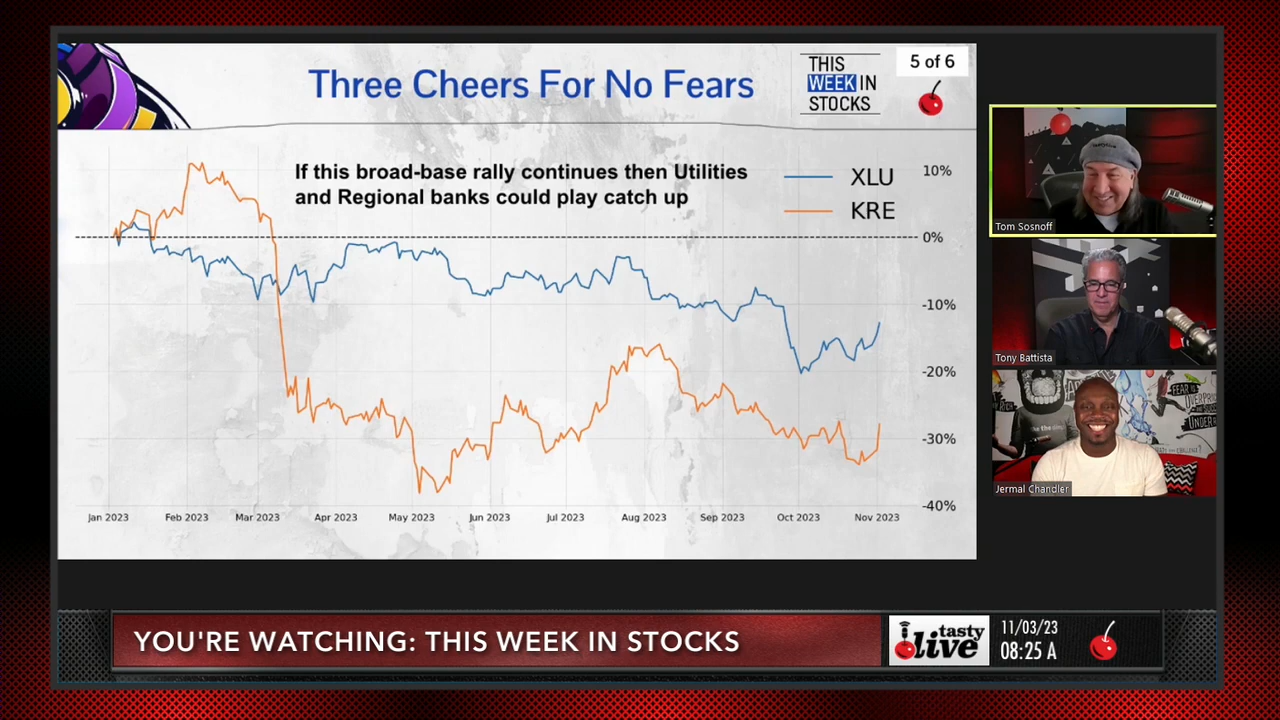 Three Cheers For No Fears
THIS
WEEK IN
STOCKS
5 of 6
If this broad-base rally continues then Utilities
and Regional banks could play catch up
XLU
KRE
10%
0%
-10%
-20%
-30%
-40%
Jan 2023
Feb 2023
Mar 2023
Apr 2023
May 2023
Jun 2023
Jul 2023
Aug 2023
Sep 2023
Oct 2023
Nov 2023
Tom Sosnoff
Tony Battista
FEAR IS
UNDER
Jermal Chandler
YOU'RE WATCHING: THIS WEEK IN STOCKS
tasty
live
11/03/23
08:25 A